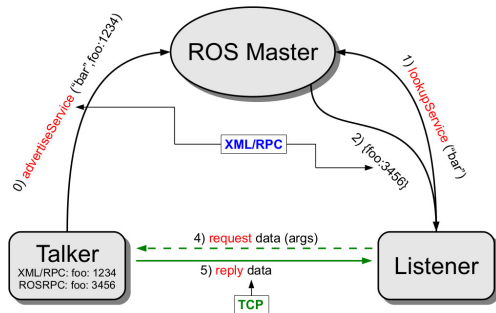 ROS Master
0) advertiseService ("bar",foo:1234)
1) lookupService ("bar")
XML/RPC
2) {foo:3456}
4) request data (args)
Talker
XML/RPC: foo: 1234
ROSRPC: foo: 3456
Listener
5) reply data
TCP